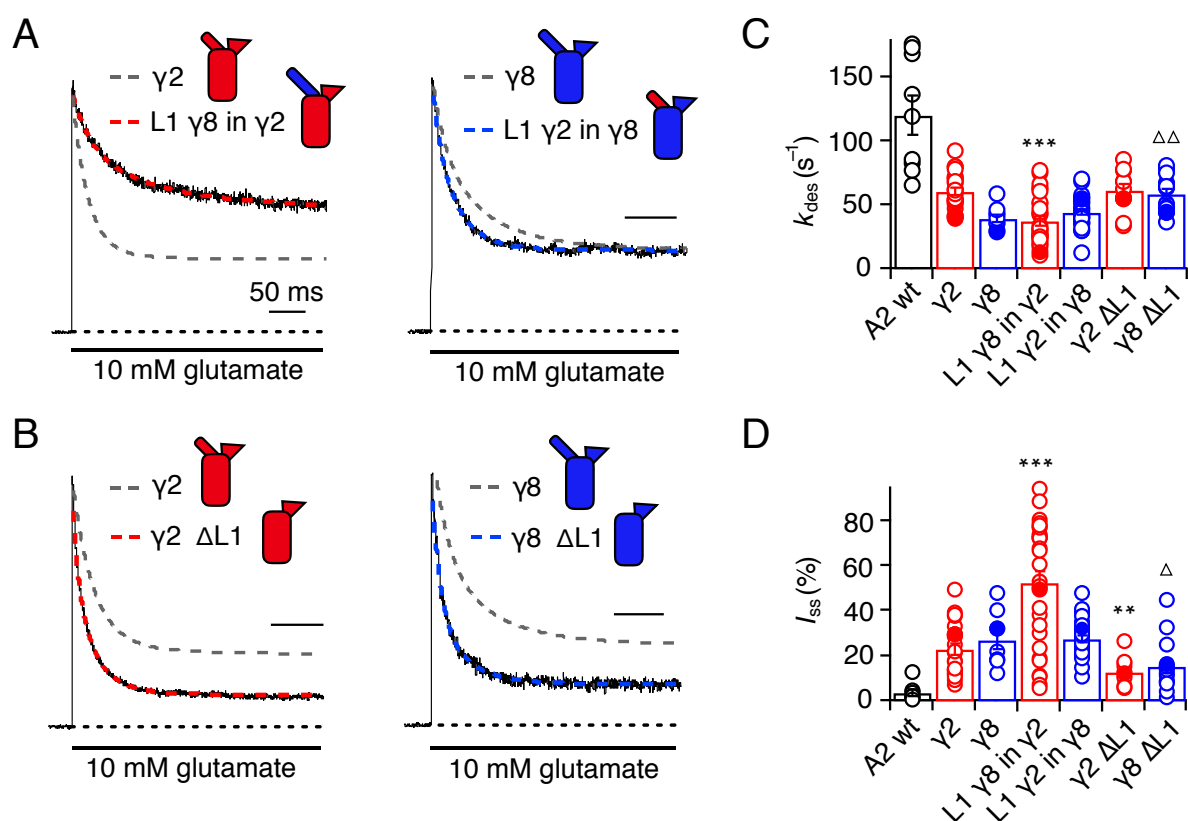 A
γ2
L1 γ8 in γ2
50 ms
10 mM glutamate
γ8
L1 γ2 in γ8
10 mM glutamate
B
γ2
γ2 ΔL1
10 mM glutamate
γ8
γ8 ΔL1
10 mM glutamate
C
kdes (s⁻¹)
150
100
50
0
***
ΔΔ
A2 wt
γ2
γ8
L1 γ8 in γ2
L1 γ2 in γ8
γ2 ΔL1
γ8 ΔL1
D
Iss (%)
80
60
40
20
0
***
**
Δ
A2 wt
γ2
γ8
L1 γ8 in γ2
L1 γ2 in γ8
γ2 ΔL1
γ8 ΔL1